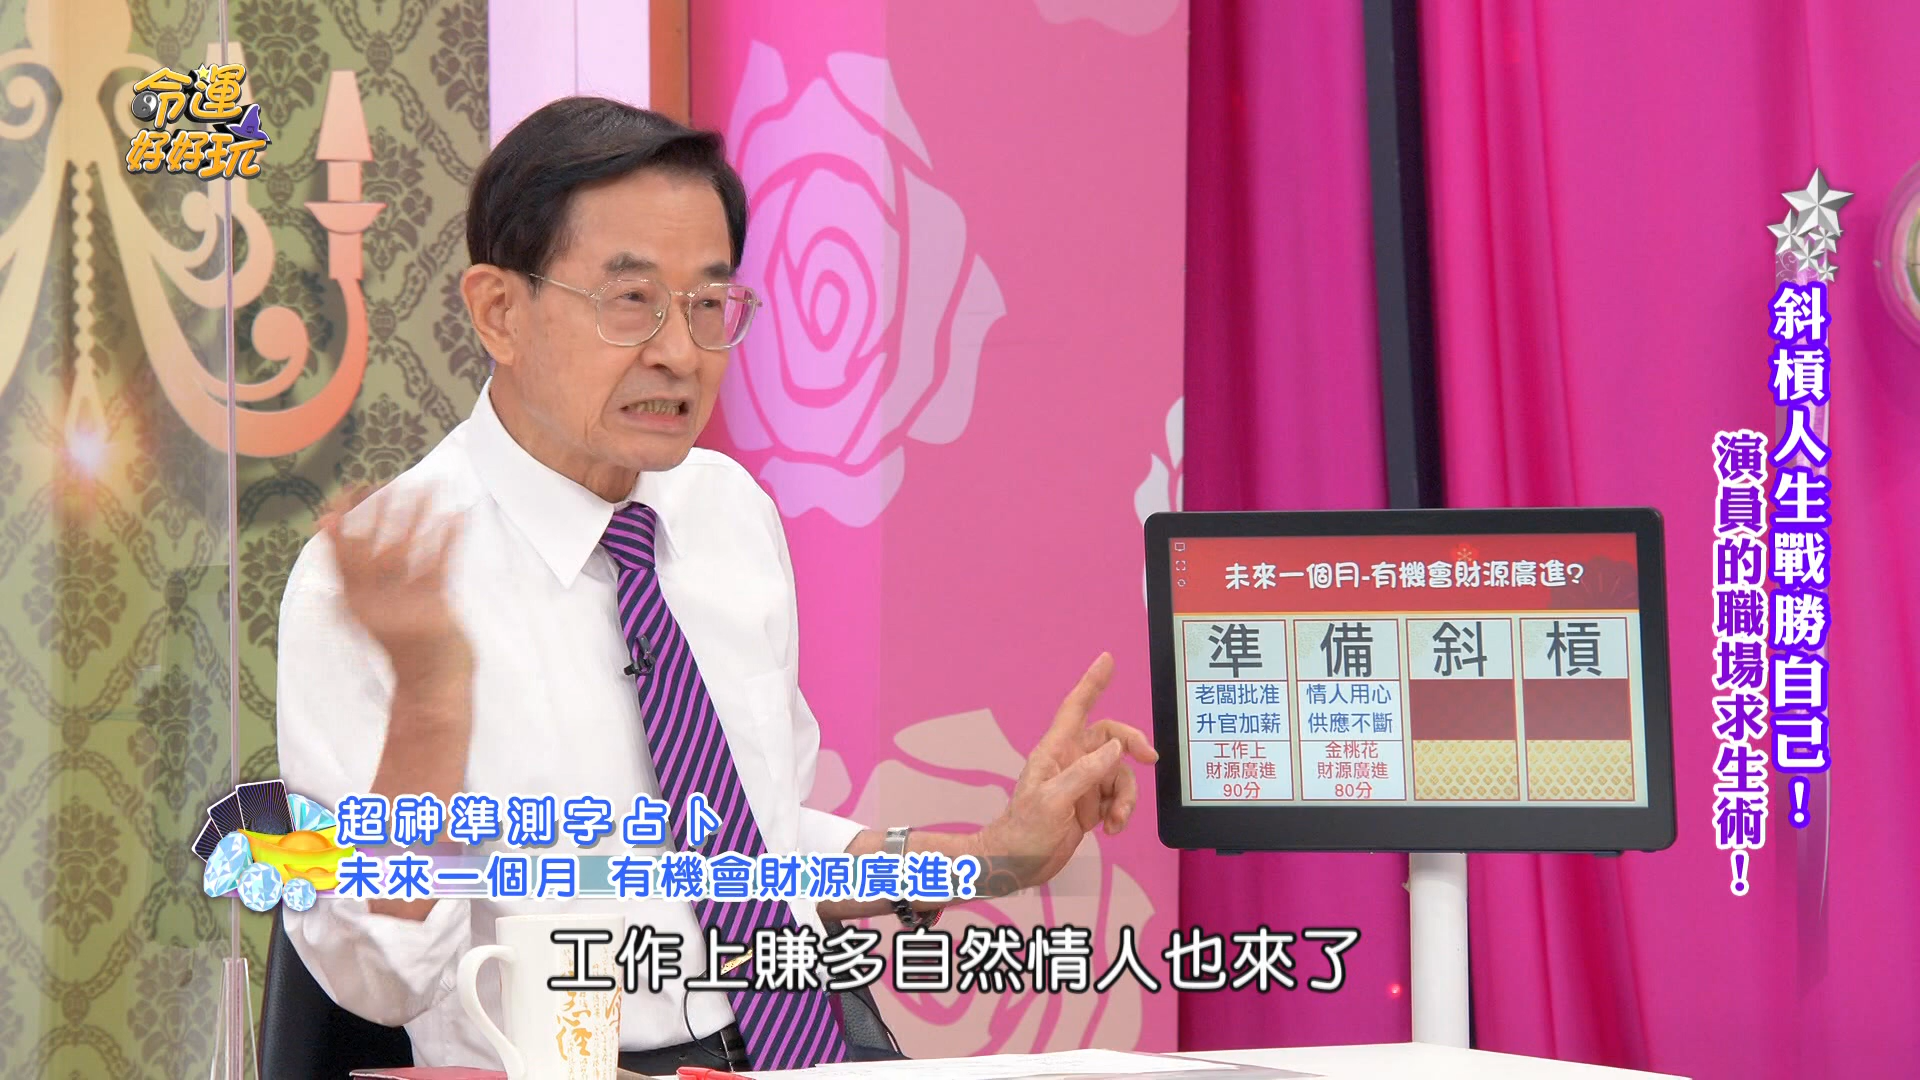 命運
好好玩
斜槓人生戰勝自己！
演員的職場求生術！
未來一個月-有機會財源廣進?
準 備 斜 槓
老闆批准
升官加薪
情人用心
供應不斷
工作上
財源廣進
90分
金桃花
財源廣進
80分
超神準測字占卜
未來一個月 有機會財源廣進?
工作上賺多自然情人也來了